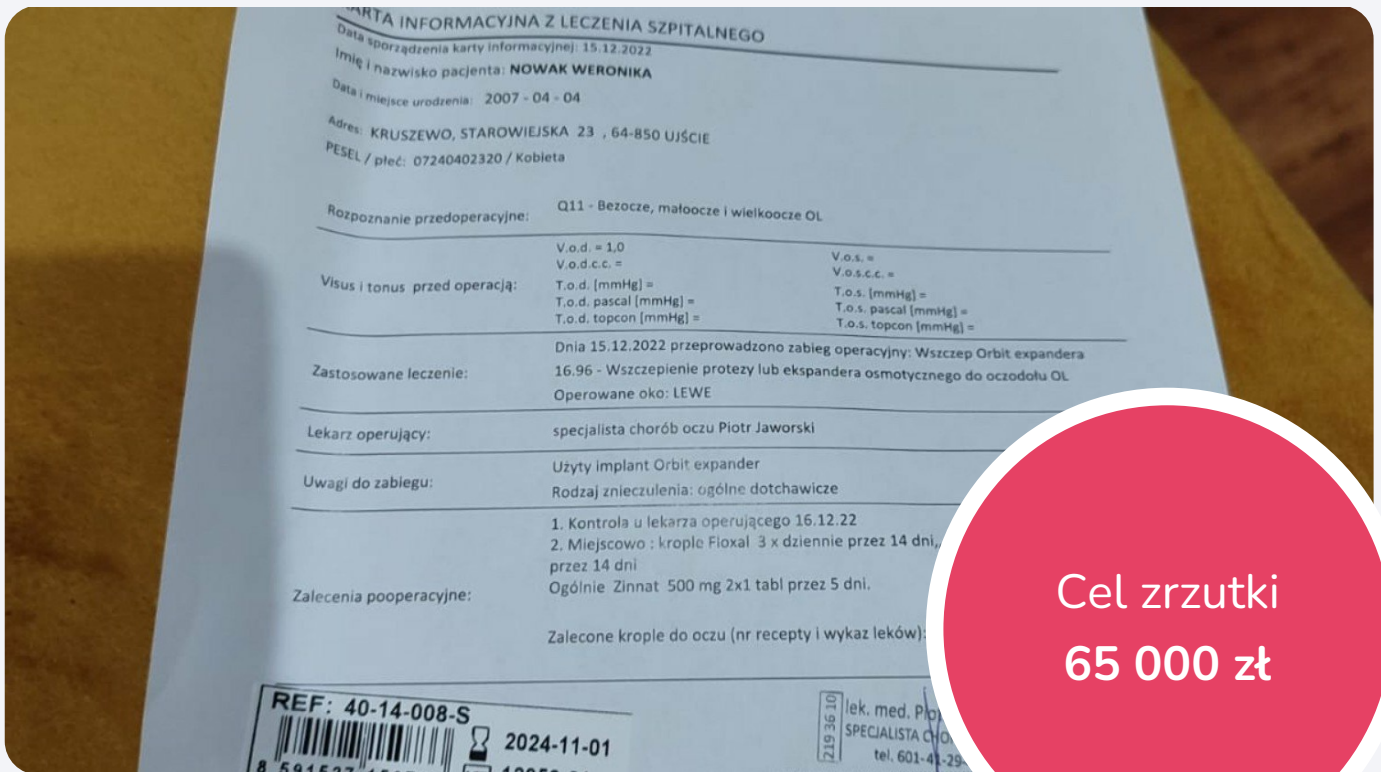 KARTA INFORMACYJNA Z LECZENIA SZPITALNEGO
Data sporządzenia karty informacyjnej: 15.12.2022
Imię i nazwisko pacjenta: NOWAK WERONIKA
Data i miejsce urodzenia: 2007 - 04 - 04
Adres: KRUSZEWO, STAROWIEJSKA 23 , 64-850 UJŚCIE
PESEL / płeć: 07240402320 / Kobieta
Rozpoznanie przedoperacyjne: Q11 - Bezocze, małoocze i wielkoocze OL
Visus i tonus przed operacją:
V.o.d. = 1,0
V.o.d.c.c. =
T.o.d. [mmHg] =
T.o.d. pascal [mmHg] =
T.o.d. topcon [mmHg] =
V.o.s. =
V.o.s.c.c. =
T.o.s. [mmHg] =
T.o.s. pascal [mmHg] =
T.o.s. topcon [mmHg] =
Zastosowane leczenie:
Dnia 15.12.2022 przeprowadzono zabieg operacyjny: Wszczep Orbit expandera
16.96 - Wszczepienie protezy lub ekspandera osmotycznego do oczodołu OL
Operowane oko: LEWE
Lekarz operujący: specjalista chorób oczu Piotr Jaworski
Uwagi do zabiegu:
Użyty implant Orbit expander
Rodzaj znieczulenia: ogólne dotchawicze
Zalecenia pooperacyjne:
1. Kontrola u lekarza operującego 16.12.22
2. Miejscowo : krople Floxal 3 x dziennie przez 14 dni,
przez 14 dni
Ogólnie Zinnat 500 mg 2x1 tabl przez 5 dni.
Zalecone krople do oczu (nr recepty i wykaz leków):
REF: 40-14-008-S
2024-11-01
219 36 10
lek. med.
SPECJALISTA
tel. 601-41-29-
Cel zrzutki
65 000 zł